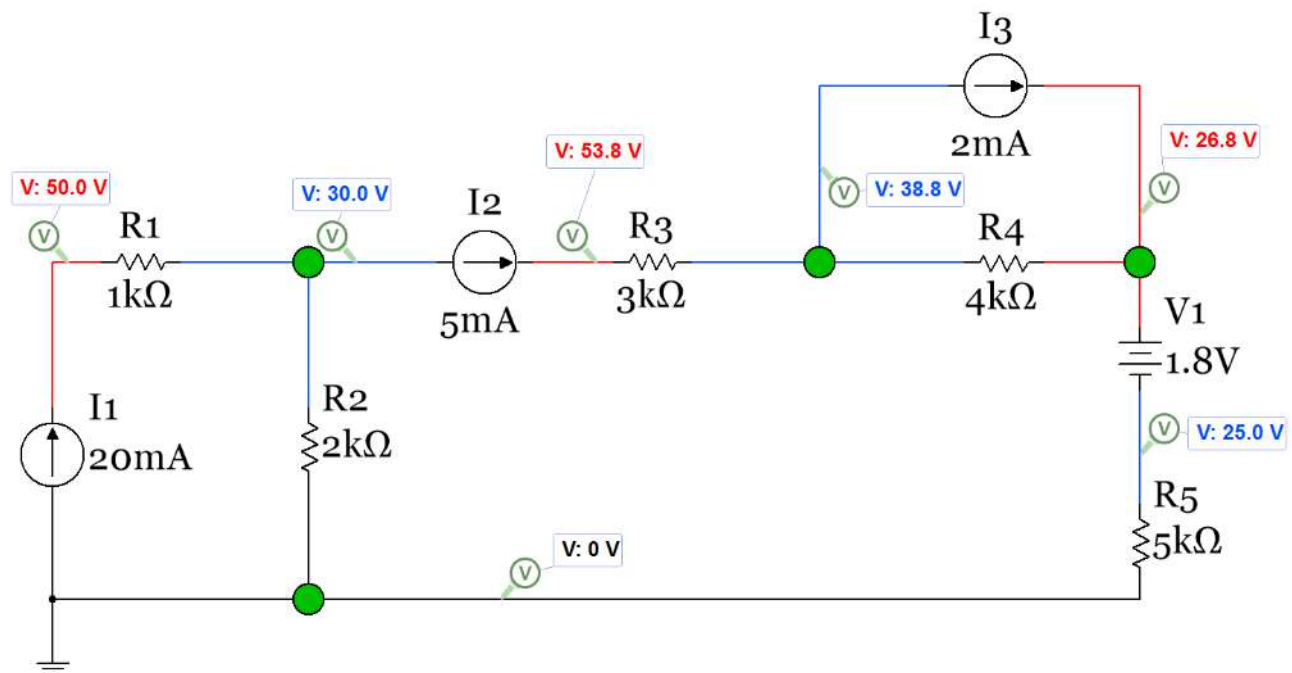 I3
2mA
V: 26.8 V
V: 53.8 V
V: 50.0 V
V: 30.0 V
V: 38.8 V
V
V
V
V
V
R1
1kΩ
I2
5mA
R3
3kΩ
R4
4kΩ
V1
1.8V
I1
20mA
R2
2kΩ
V
V: 25.0 V
R5
5kΩ
V: 0 V
V